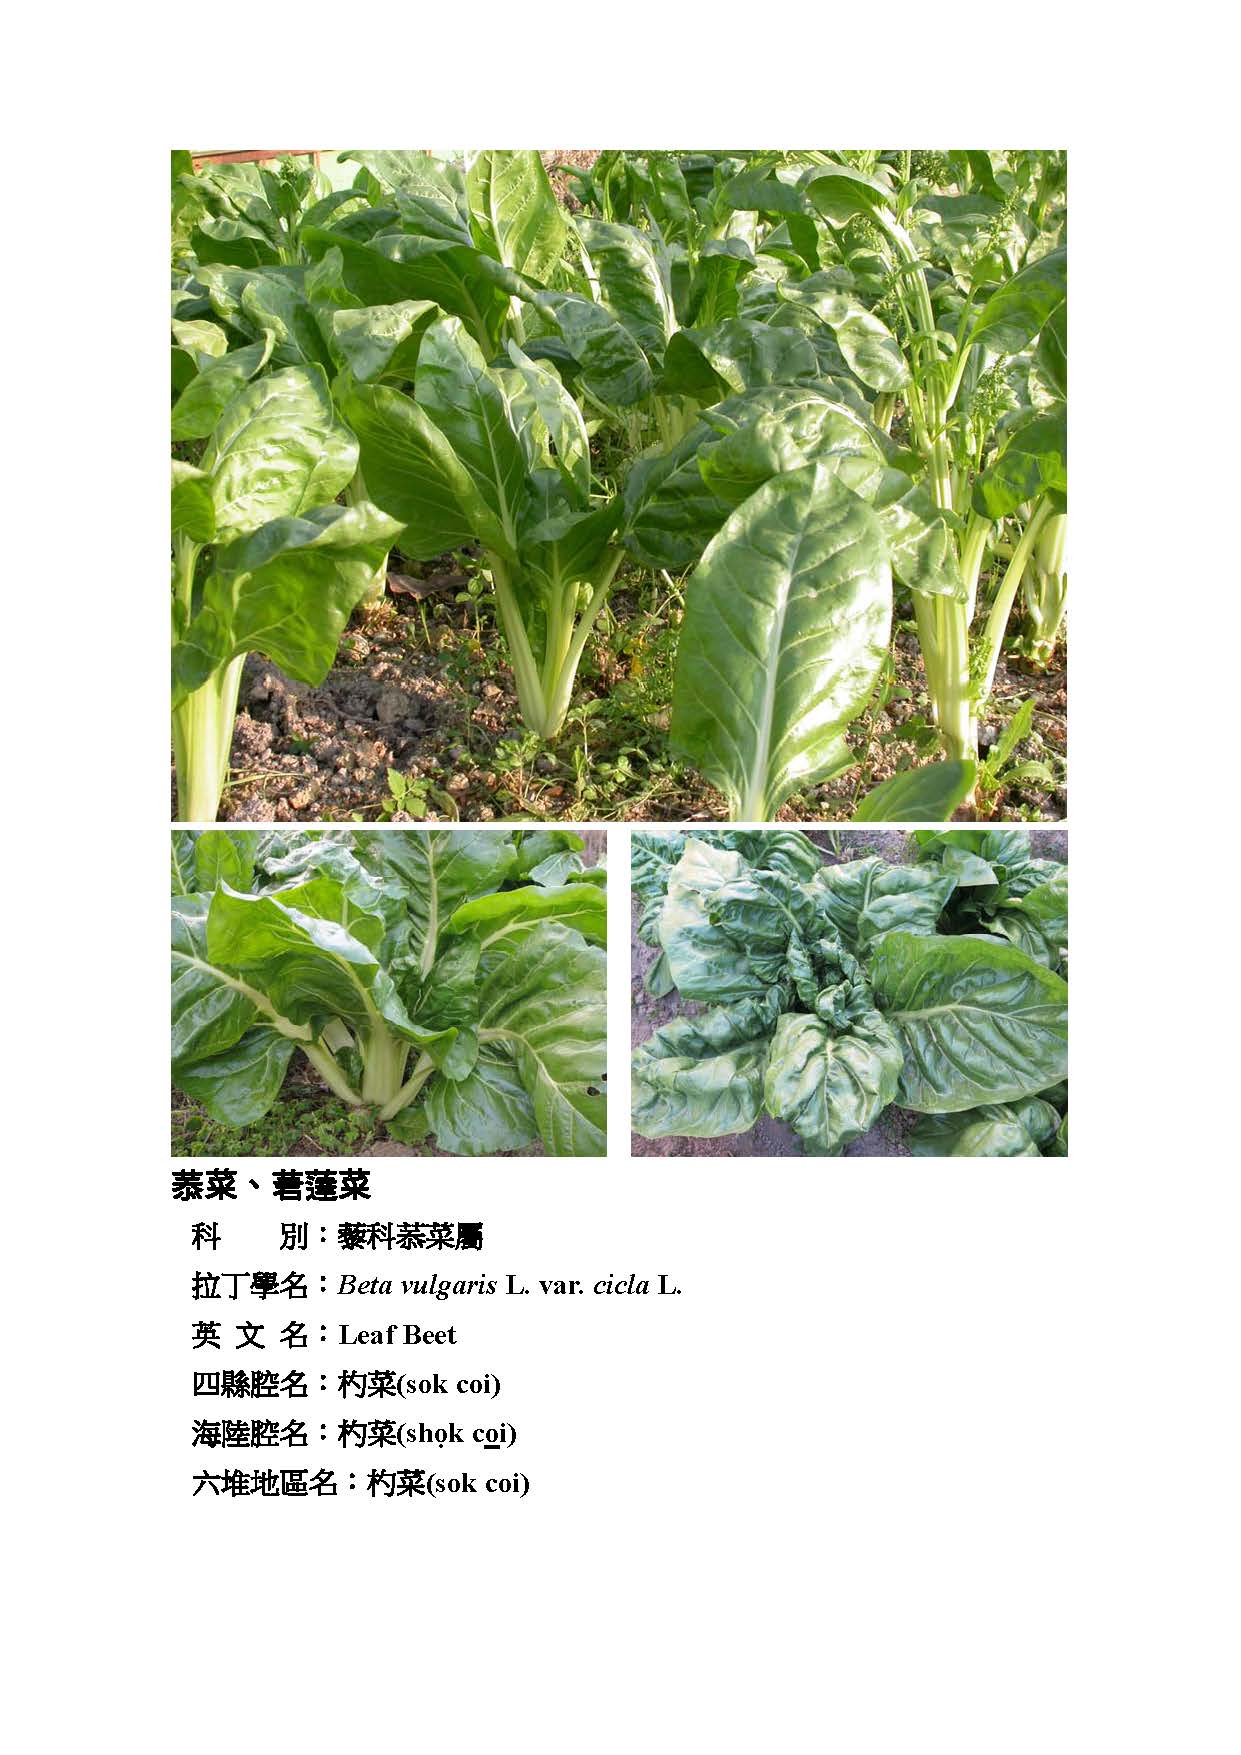 菾菜、莙薘菜
科　　別：藜科菾菜屬
拉丁學名：Beta vulgaris L. var. cicla L.
英 文 名：Leaf Beet
四縣腔名：杓菜(sok coi)
海陸腔名：杓菜(shọk co̲i)
六堆地區名：杓菜(sok coi)